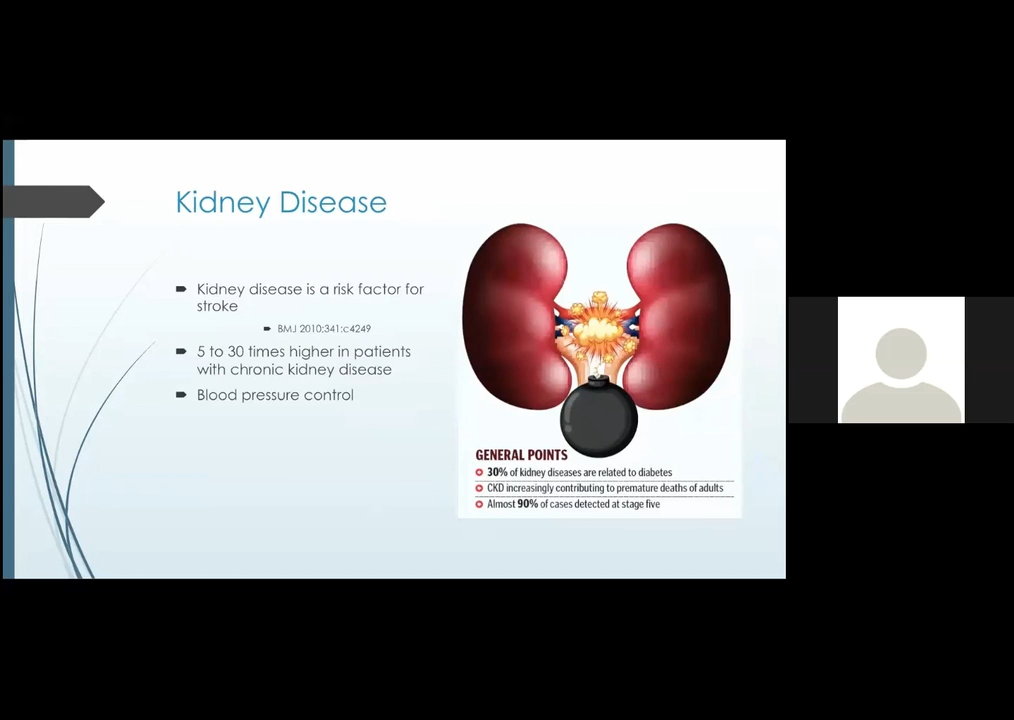 Kidney Disease
Kidney disease is a risk factor for
stroke
BMJ 2010;341:c4249
5 to 30 times higher in patients
with chronic kidney disease
Blood pressure control
GENERAL POINTS
30% of kidney diseases are related to diabetes
CKD increasingly contributing to premature deaths of adults
Almost 90% of cases detected at stage five